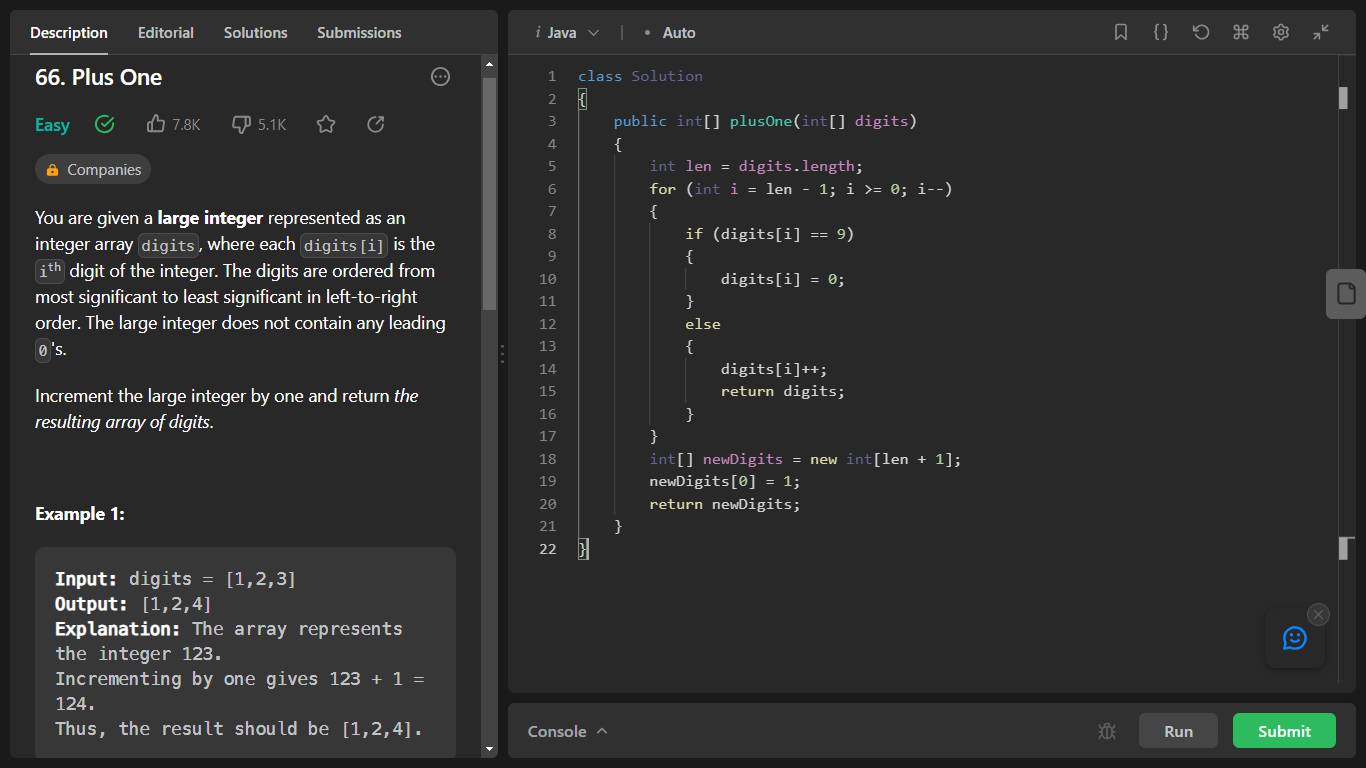 Description Editorial Solutions Submissions
66. Plus One
Easy 7.8K 5.1K
Companies
You are given a large integer represented as an
integer array digits, where each digits[i] is the
ith digit of the integer. The digits are ordered from
most significant to least significant in left-to-right
order. The large integer does not contain any leading
0's.
Increment the large integer by one and return the
resulting array of digits.
Example 1:
Input: digits = [1,2,3]
Output: [1,2,4]
Explanation: The array represents
the integer 123.
Incrementing by one gives 123 + 1 =
124.
Thus, the result should be [1,2,4].
i Java | • Auto
1 class Solution
2 {
3 public int[] plusOne(int[] digits)
4 {
5 int len = digits.length;
6 for (int i = len - 1; i >= 0; i--)
7 {
8 if (digits[i] == 9)
9 {
10 digits[i] = 0;
11 }
12 else
13 {
14 digits[i]++;
15 return digits;
16 }
17 }
18 int[] newDigits = new int[len + 1];
19 newDigits[0] = 1;
20 return newDigits;
21 }
22 }
Console Run Submit